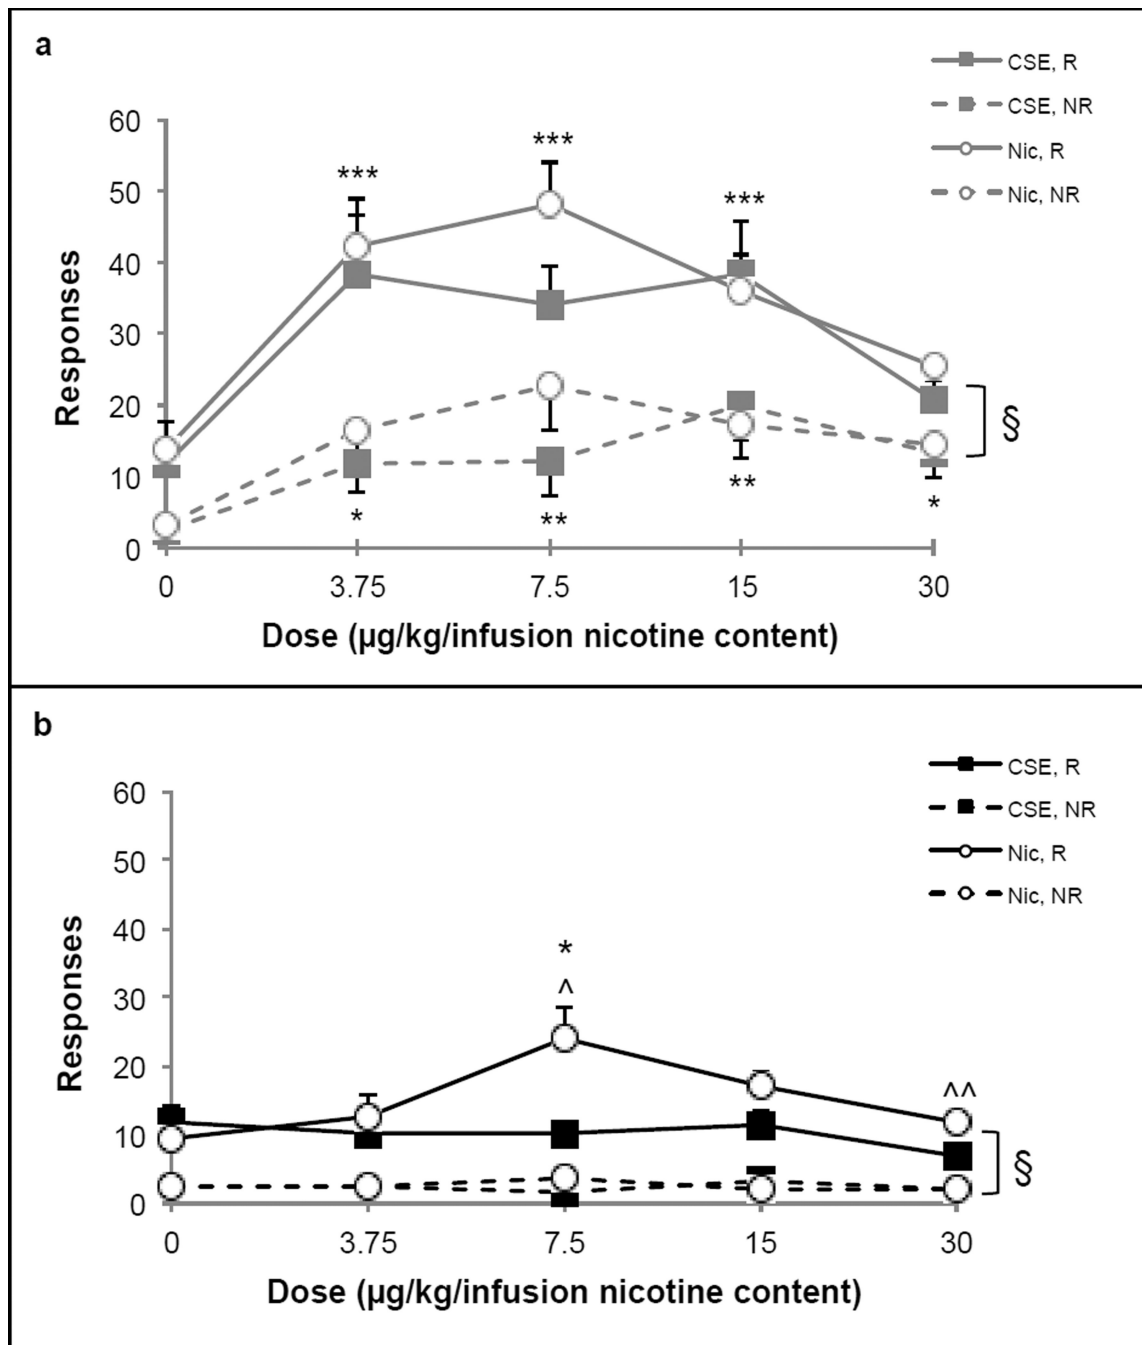 a
CSE, R
CSE, NR
Nic, R
Nic, NR
60
50
40
30
20
10
0
Responses
***
***
***
*
**
**
*
§
0 3.75 7.5 15 30
Dose (µg/kg/infusion nicotine content)
b
CSE, R
CSE, NR
Nic, R
Nic, NR
60
50
40
30
20
10
0
Responses
*
^
^^
§
0 3.75 7.5 15 30
Dose (µg/kg/infusion nicotine content)